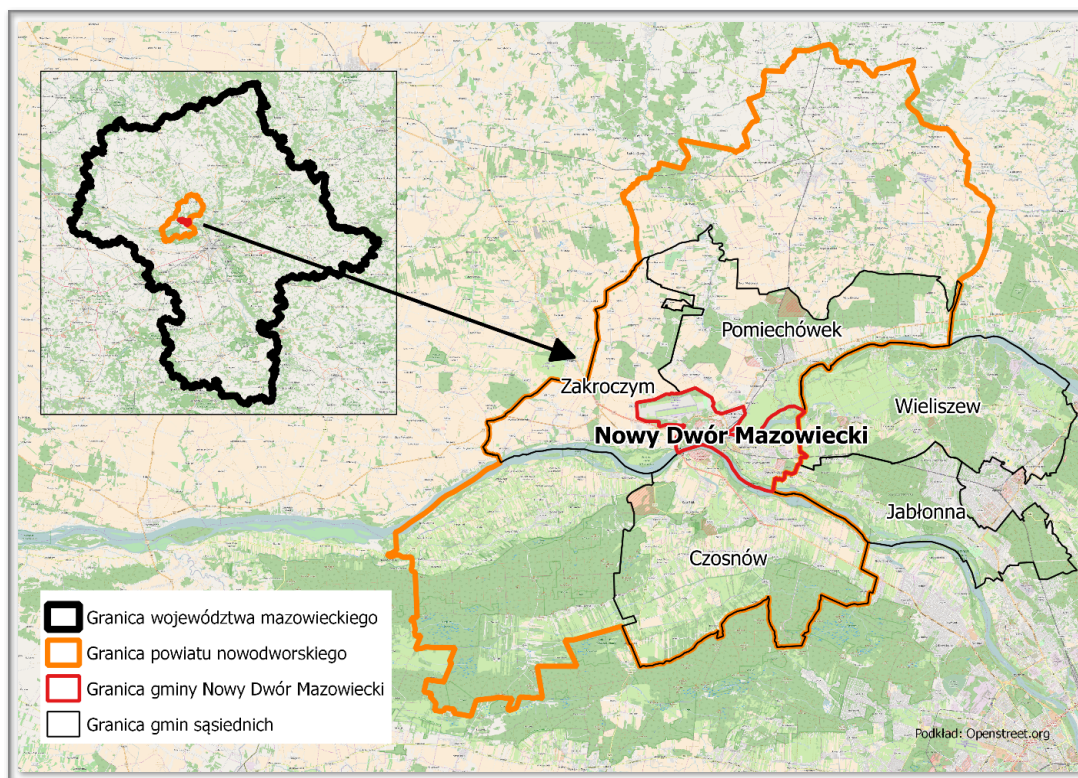 Pomiechówek
Zakroczym
Wieliszew
Nowy Dwór Mazowiecki
Jabłonna
Czosnów
Granica województwa mazowieckiego
Granica powiatu nowodworskiego
Granica gminy Nowy Dwór Mazowiecki
Granica gmin sąsiednich
Podkład: Openstreet.org